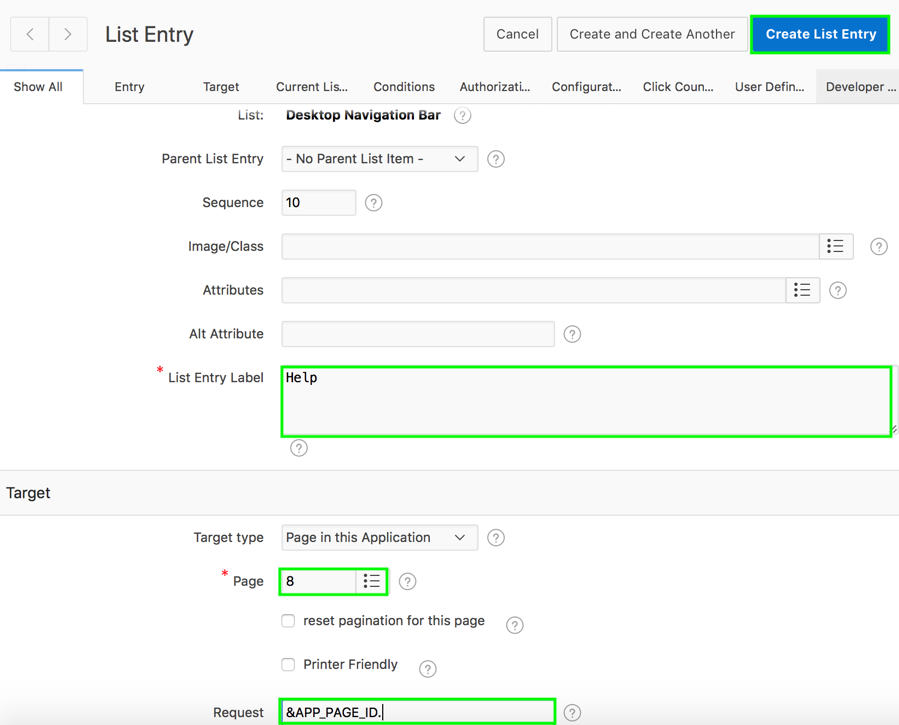 List Entry
Cancel
Create and Create Another
Create List Entry
Show All
Entry
Target
Current Lis...
Conditions
Authorizati...
Configurat...
Click Coun...
User Defin...
Developer ...
List: Desktop Navigation Bar ?
Parent List Entry - No Parent List Item - ?
Sequence 10 ?
Image/Class ?
Attributes ?
Alt Attribute ?
* List Entry Label Help
?
Target
Target type Page in this Application ?
* Page 8 ?
reset pagination for this page ?
Printer Friendly ?
Request &APP_PAGE_ID. ?